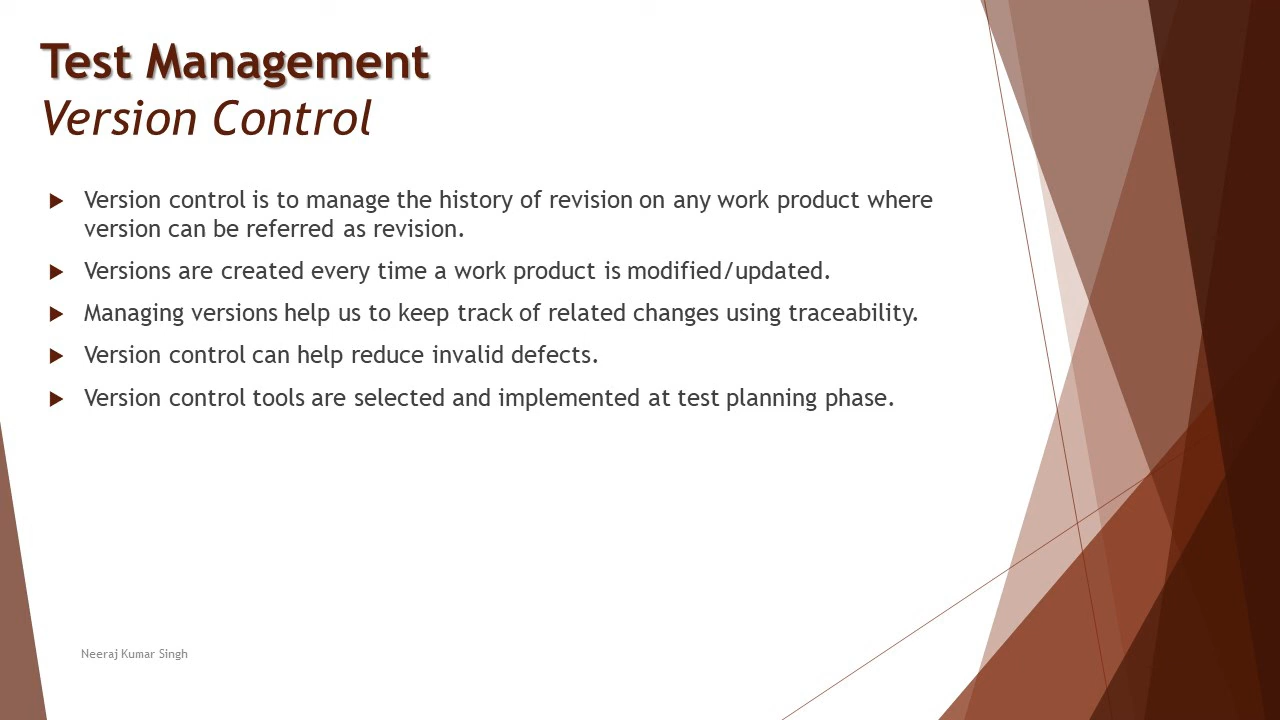 Test Management
Version Control
Version control is to manage the history of revision on any work product where
version can be referred as revision.
Versions are created every time a work product is modified/updated.
Managing versions help us to keep track of related changes using traceability.
Version control can help reduce invalid defects.
Version control tools are selected and implemented at test planning phase.
Neeraj Kumar Singh